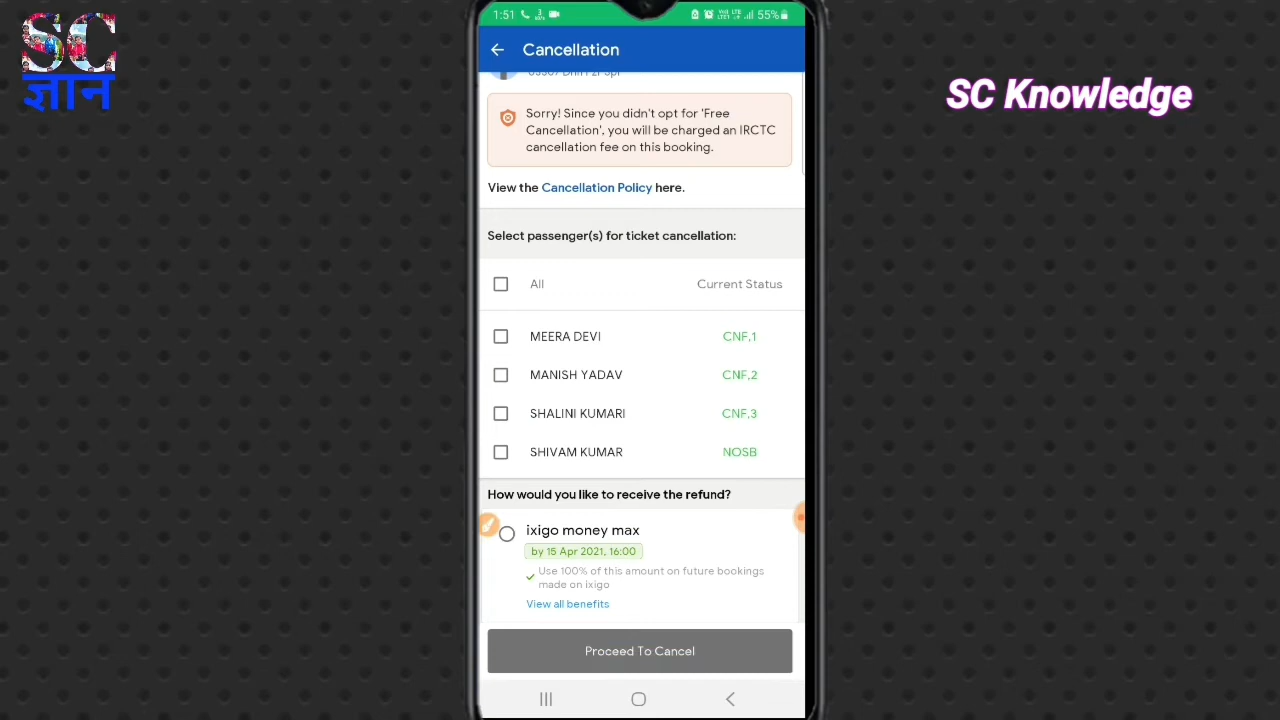 SC
ज्ञान
SC Knowledge
1:51
55%
Cancellation
Sorry! Since you didn't opt for 'Free
Cancellation', you will be charged an IRCTC
cancellation fee on this booking.
View the Cancellation Policy here.
Select passenger(s) for ticket cancellation:
All Current Status
MEERA DEVI CNF,1
MANISH YADAV CNF,2
SHALINI KUMARI CNF,3
SHIVAM KUMAR NOSB
How would you like to receive the refund?
ixigo money max
by 15 Apr 2021, 16:00
Use 100% of this amount on future bookings
made on ixigo
View all benefits
Proceed To Cancel